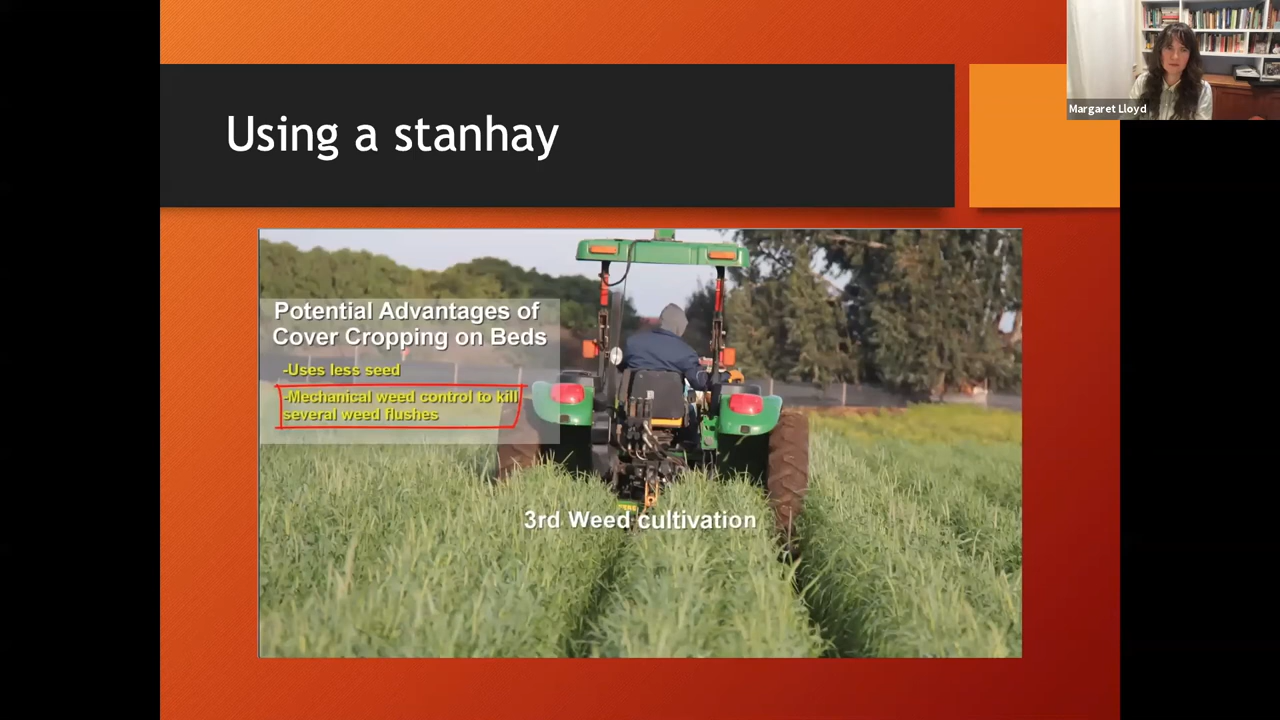 Using a stanhay
Margaret Lloyd
Potential Advantages of
Cover Cropping on Beds
-Uses less seed
-Mechanical weed control to kill
several weed flushes
3rd Weed cultivation